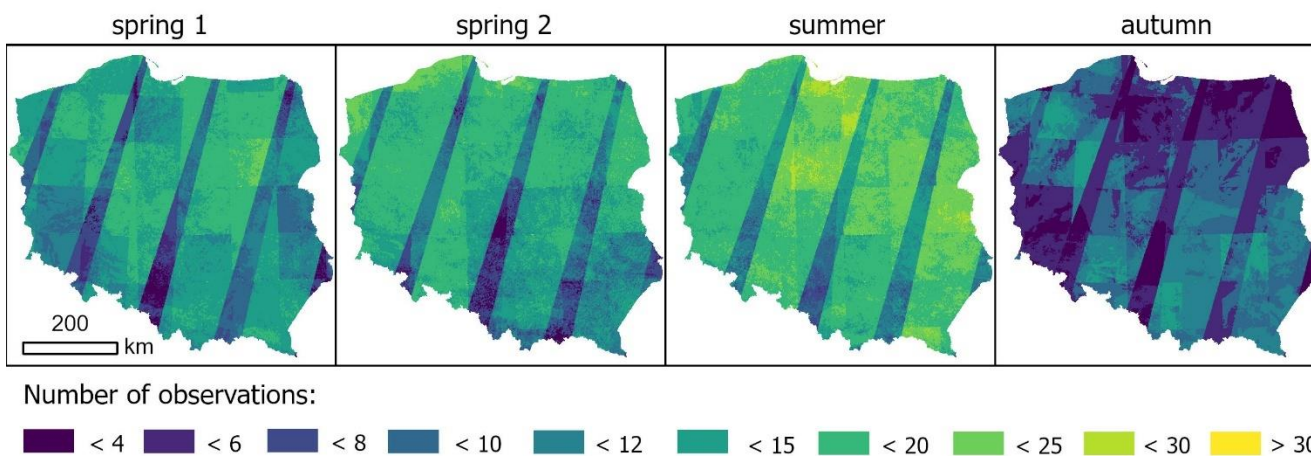 spring 1 spring 2 summer autumn
200
km
Number of observations:
< 4 < 6 < 8 < 10 < 12 < 15 < 20 < 25 < 30 > 30